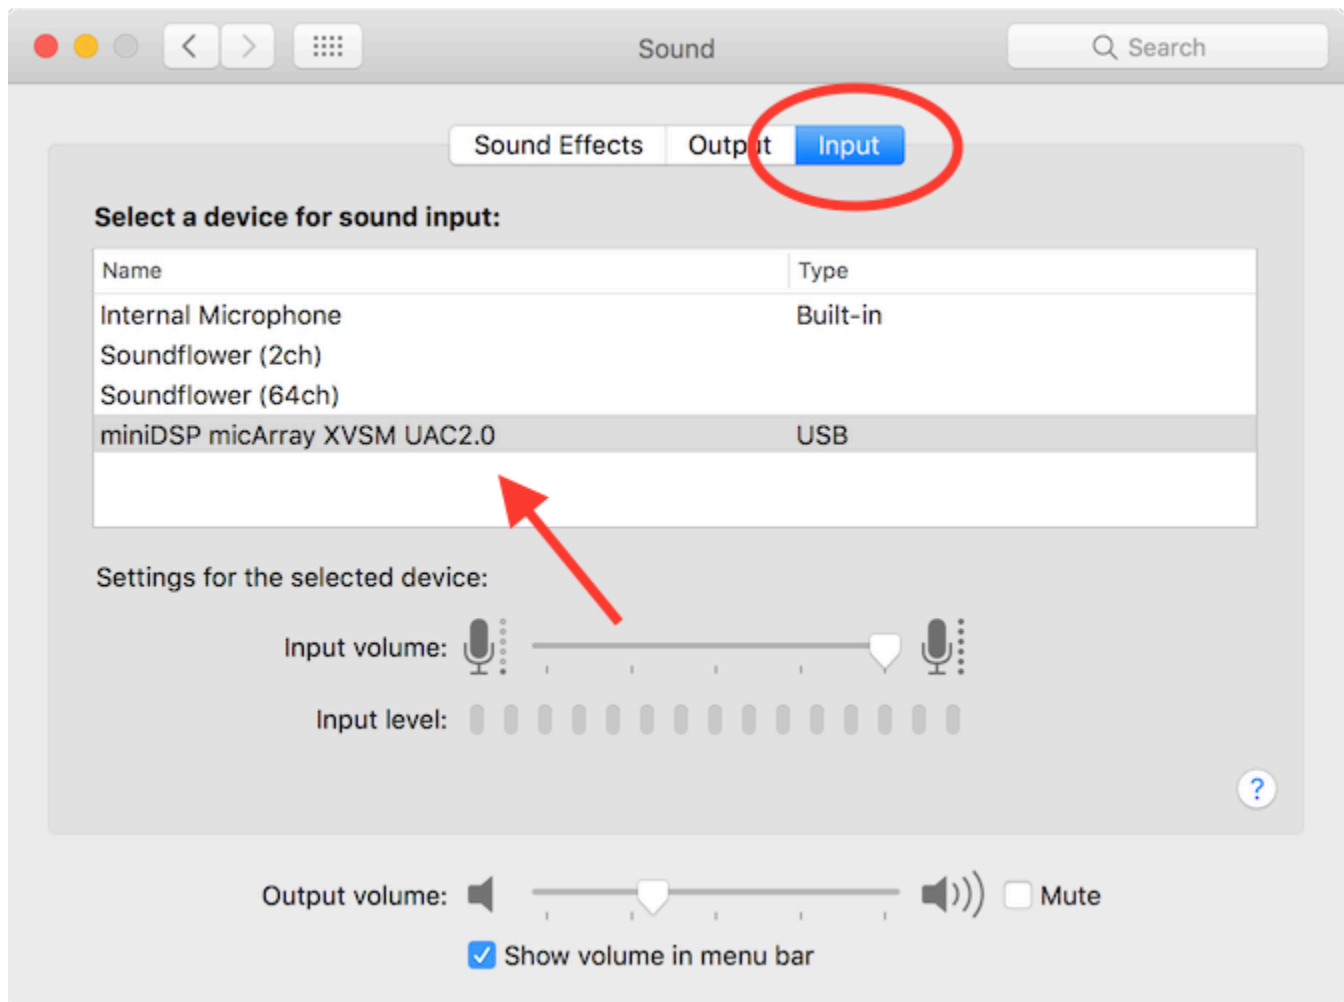 Sound
Search
Sound Effects Output Input
Select a device for sound input:
Name Type
Internal Microphone Built-in
Soundflower (2ch)
Soundflower (64ch)
miniDSP micArray XVSM UAC2.0 USB
Settings for the selected device:
Input volume:
Input level:
?
Output volume: Mute
Show volume in menu bar